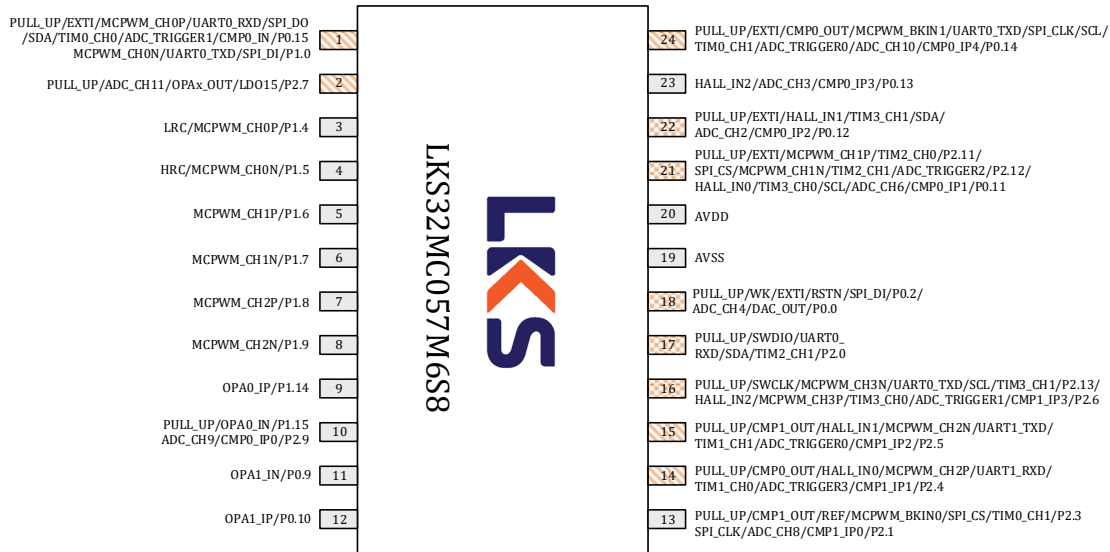 PULL_UP/EXTI/MCPWM_CH0P/UART0_RXD/SPI_DO
/SDA/TIM0_CH0/ADC_TRIGGER1/CMP0_IN/P0.15
MCPWM_CH0N/UART0_TXD/SPI_DI/P1.0
1
PULL_UP/ADC_CH11/OPAx_OUT/LDO15/P2.7
2
LRC/MCPWM_CH0P/P1.4
3
HRC/MCPWM_CH0N/P1.5
4
MCPWM_CH1P/P1.6
5
MCPWM_CH1N/P1.7
6
MCPWM_CH2P/P1.8
7
MCPWM_CH2N/P1.9
8
OPA0_IP/P1.14
9
PULL_UP/OPA0_IN/P1.15
ADC_CH9/CMP0_IP0/P2.9
10
OPA1_IN/P0.9
11
OPA1_IP/P0.10
12
LKS32MC057M6S8
LKS
24
PULL_UP/EXTI/CMP0_OUT/MCPWM_BKIN1/UART0_TXD/SPI_CLK/SCL/
TIM0_CH1/ADC_TRIGGER0/ADC_CH10/CMP0_IP4/P0.14
23
HALL_IN2/ADC_CH3/CMP0_IP3/P0.13
22
PULL_UP/EXTI/HALL_IN1/TIM3_CH1/SDA/
ADC_CH2/CMP0_IP2/P0.12
21
PULL_UP/EXTI/MCPWM_CH1P/TIM2_CH0/P2.11/
SPI_CS/MCPWM_CH1N/TIM2_CH1/ADC_TRIGGER2/P2.12/
HALL_IN0/TIM3_CH0/SCL/ADC_CH6/CMP0_IP1/P0.11
20
AVDD
19
AVSS
18
PULL_UP/WK/EXTI/RSTN/SPI_DI/P0.2/
ADC_CH4/DAC_OUT/P0.0
17
PULL_UP/SWDIO/UART0_
RXD/SDA/TIM2_CH1/P2.0
16
PULL_UP/SWCLK/MCPWM_CH3N/UART0_TXD/SCL/TIM3_CH1/P2.13/
HALL_IN2/MCPWM_CH3P/TIM3_CH0/ADC_TRIGGER1/CMP1_IP3/P2.6
15
PULL_UP/CMP1_OUT/HALL_IN1/MCPWM_CH2N/UART1_TXD/
TIM1_CH1/ADC_TRIGGER0/CMP1_IP2/P2.5
14
PULL_UP/CMP0_OUT/HALL_IN0/MCPWM_CH2P/UART1_RXD/
TIM1_CH0/ADC_TRIGGER3/CMP1_IP1/P2.4
13
PULL_UP/CMP1_OUT/REF/MCPWM_BKIN0/SPI_CS/TIM0_CH1/P2.3
SPI_CLK/ADC_CH8/CMP1_IP0/P2.1